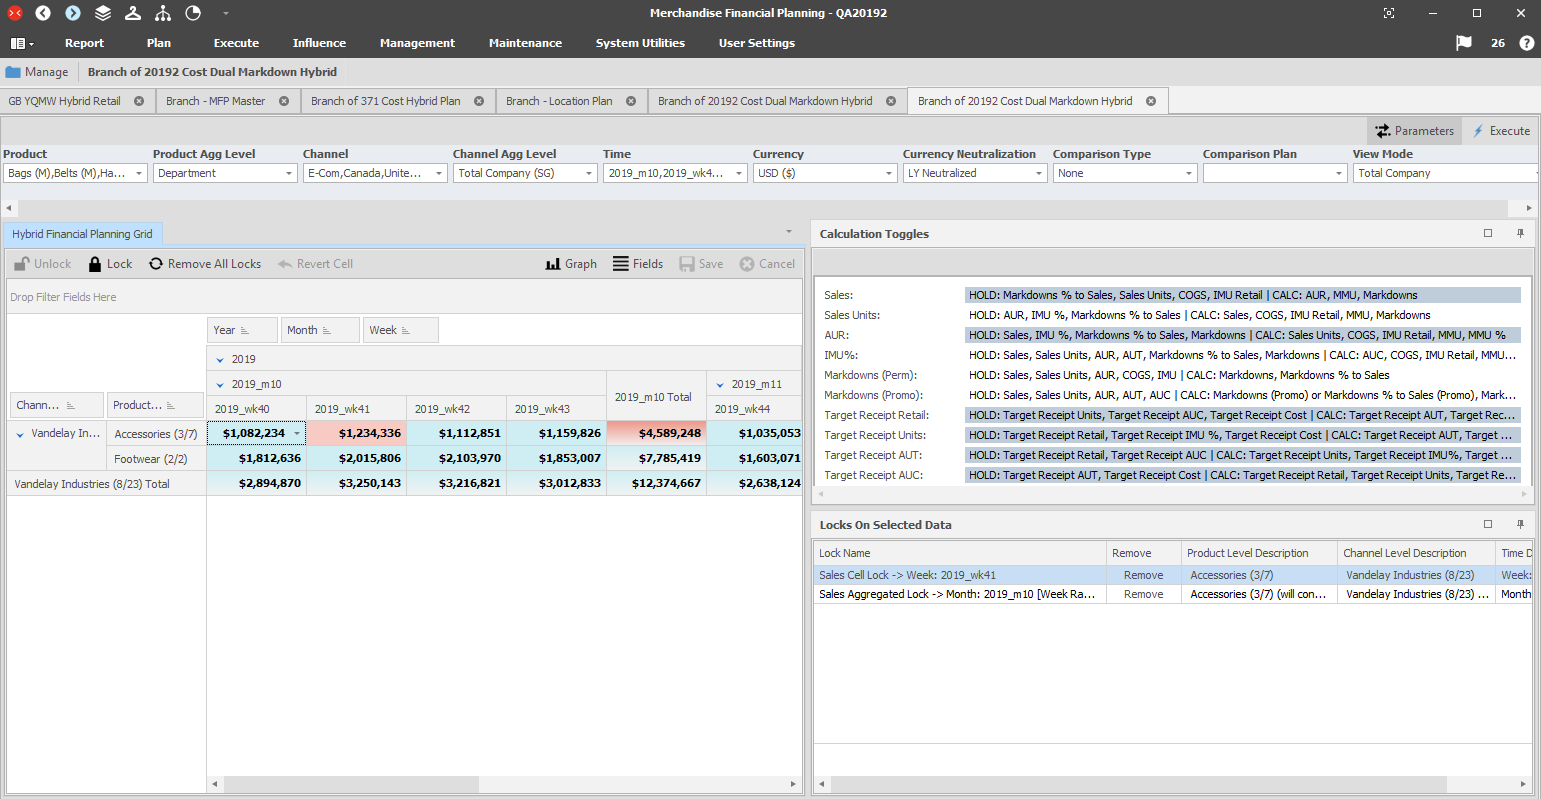 Merchandise Financial Planning - QA20192
Report Plan Execute Influence Management Maintenance System Utilities User Settings 26 ?
Manage Branch of 20192 Cost Dual Markdown Hybrid
GB YQMW Hybrid Retail Branch - MFP Master Branch of 371 Cost Hybrid Plan Branch - Location Plan Branch of 20192 Cost Dual Markdown Hybrid Branch of 20192 Cost Dual Markdown Hybrid
Parameters Execute
Product Product Agg Level Channel Channel Agg Level Time Currency Currency Neutralization Comparison Type Comparison Plan View Mode
Bags (M),Belts (M),Ha... Department E-Com,Canada,Unite... Total Company (SG) 2019_m10,2019_wk4... USD ($) LY Neutralized None Total Company
Hybrid Financial Planning Grid
Unlock Lock Remove All Locks Revert Cell Graph Fields Save Cancel
Drop Filter Fields Here
Year Month Week
2019
2019_m10 2019_m10 Total 2019_m11
Chann... Product... 2019_wk40 2019_wk41 2019_wk42 2019_wk43 2019_wk44
Vandelay In... Accessories (3/7) $1,082,234 $1,234,336 $1,112,851 $1,159,826 $4,589,248 $1,035,053
Footwear (2/2) $1,812,636 $2,015,806 $2,103,970 $1,853,007 $7,785,419 $1,603,071
Vandelay Industries (8/23) Total $2,894,870 $3,250,143 $3,216,821 $3,012,833 $12,374,667 $2,638,124
Calculation Toggles
Sales: HOLD: Markdowns % to Sales, Sales Units, COGS, IMU Retail | CALC: AUR, MMU, Markdowns
Sales Units: HOLD: AUR, IMU %, Markdowns % to Sales | CALC: Sales, COGS, IMU Retail, MMU, Markdowns
AUR: HOLD: Sales, IMU %, Markdowns % to Sales, Markdowns | CALC: Sales Units, COGS, IMU Retail, MMU, MMU %
IMU%: HOLD: Sales, Sales Units, AUR, AUT, Markdowns % to Sales, Markdowns | CALC: AUC, COGS, IMU Retail, MMU...
Markdowns (Perm): HOLD: Sales, Sales Units, AUR, COGS, IMU | CALC: Markdowns, Markdowns % to Sales
Markdowns (Promo): HOLD: Sales, Sales Units, AUR, AUT, AUC | CALC: Markdowns (Promo) or Markdowns % to Sales (Promo), Mark...
Target Receipt Retail: HOLD: Target Receipt Units, Target Receipt AUC, Target Receipt Cost | CALC: Target Receipt AUT, Target Rec...
Target Receipt Units: HOLD: Target Receipt Retail, Target Receipt IMU %, Target Receipt Cost | CALC: Target Receipt AUT, Target ...
Target Receipt AUT: HOLD: Target Receipt Retail, Target Receipt AUC | CALC: Target Receipt Units, Target Receipt IMU%, Target ...
Target Receipt AUC: HOLD: Target Receipt AUT, Target Receipt Cost | CALC: Target Receipt Retail, Target Receipt Units, Target Re...
Locks On Selected Data
Lock Name Remove Product Level Description Channel Level Description Time D
Sales Cell Lock -> Week: 2019_wk41 Remove Accessories (3/7) Vandelay Industries (8/23) Week:
Sales Aggregated Lock -> Month: 2019_m10 [Week Ra... Remove Accessories (3/7) (will con... Vandelay Industries (8/23) ... Month